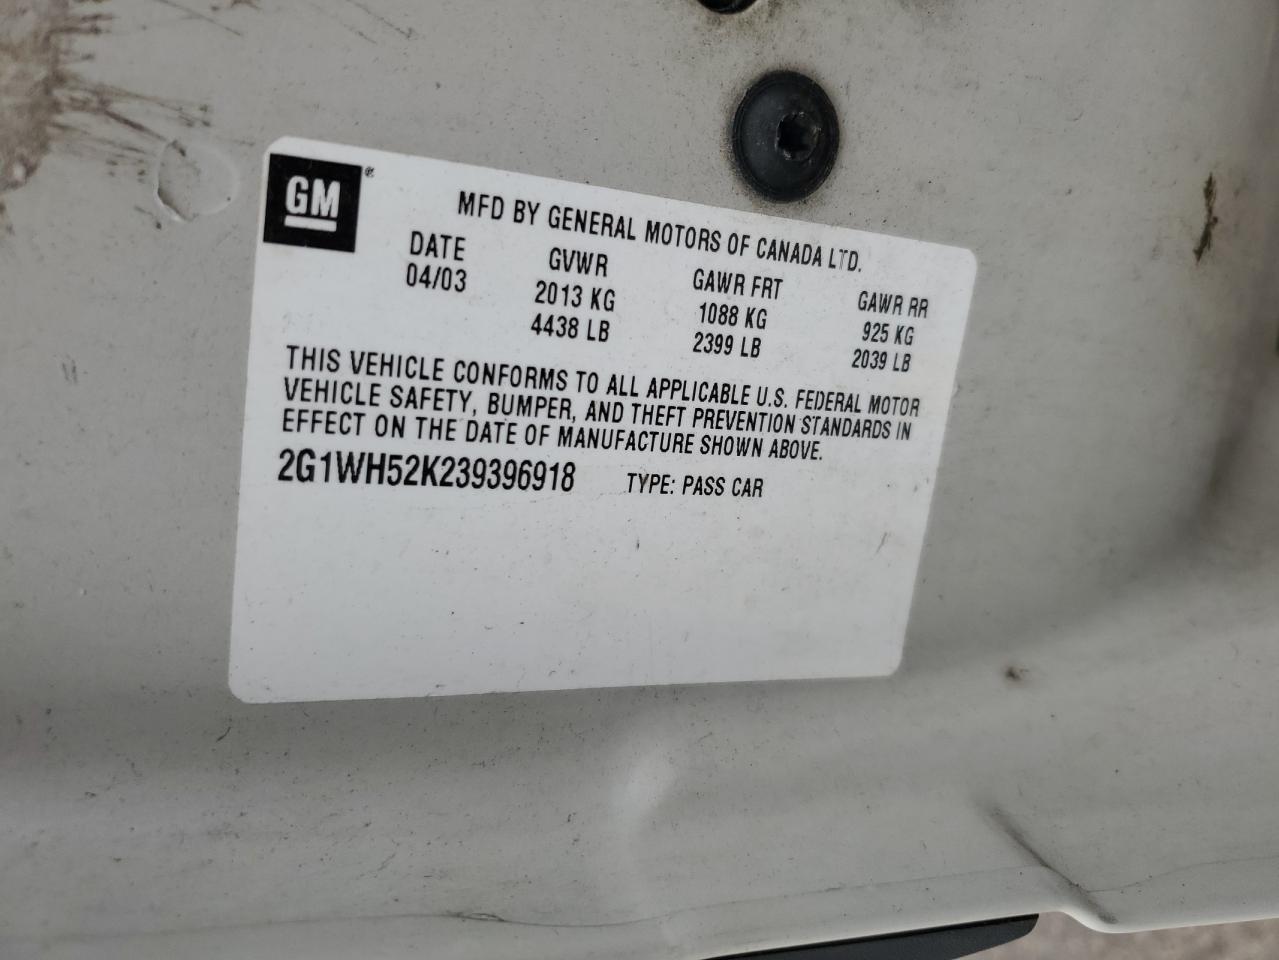 GM®
MFD BY GENERAL MOTORS OF CANADA LTD.
DATE GVWR GAWR FRT GAWR RR
04/03 2013 KG 1088 KG 925 KG
4438 LB 2399 LB 2039 LB
THIS VEHICLE CONFORMS TO ALL APPLICABLE U.S. FEDERAL MOTOR
VEHICLE SAFETY, BUMPER, AND THEFT PREVENTION STANDARDS IN
EFFECT ON THE DATE OF MANUFACTURE SHOWN ABOVE.
2G1WH52K239396918 TYPE: PASS CAR